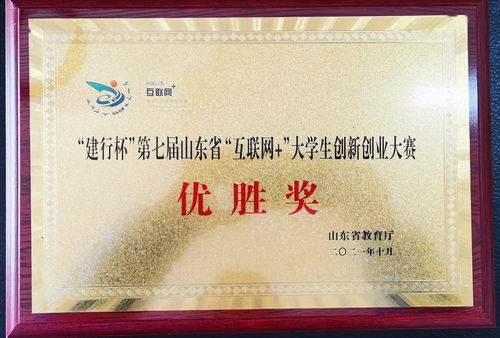 互联网+
“建行杯”第七届山东省“互联网+”大学生创新创业大赛
优胜奖
山东省教育厅
二〇二一年十月